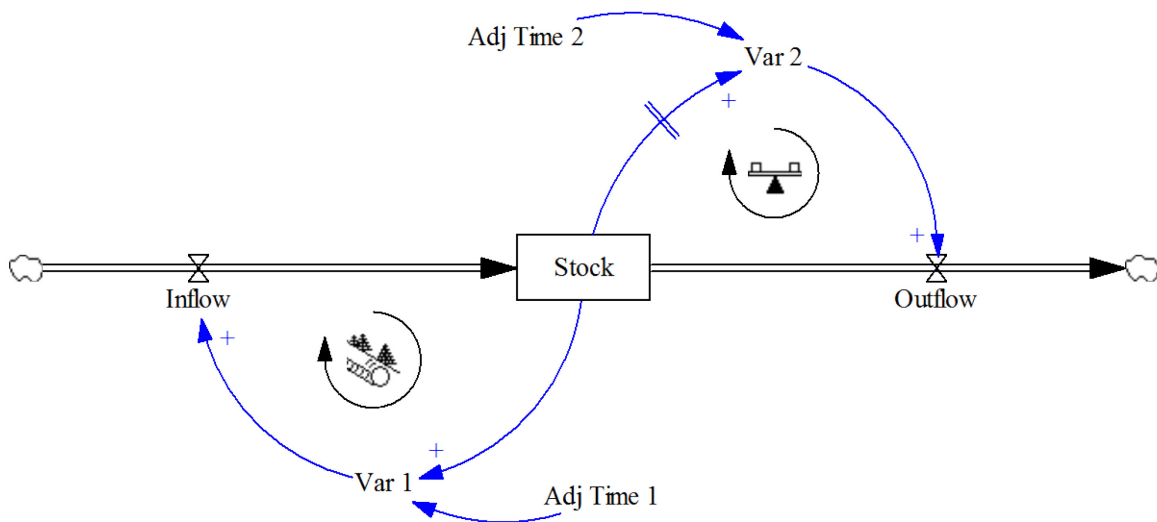 Adj Time 2
Var 2
+
+
Stock
Inflow
Outflow
+
+
Var 1
Adj Time 1